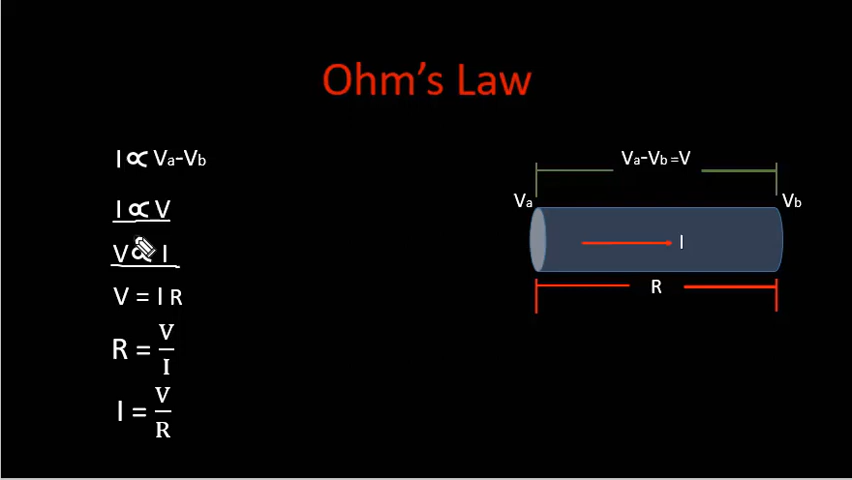 Ohm's Law
I ∝ Va-Vb
I ∝ V
V ∝ I
V = I R
R = V/I
I = V/R
Va-Vb =V
Va
Vb
I
R